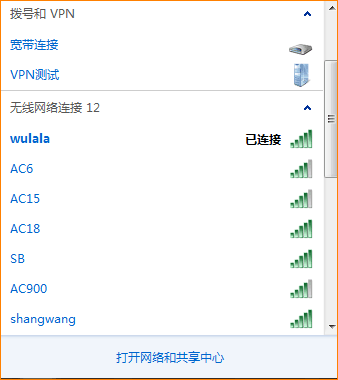 拨号和 VPN
宽带连接
VPN测试
无线网络连接 12
wulala 已连接
AC6
AC15
AC18
SB
AC900
shangwang
打开网络和共享中心